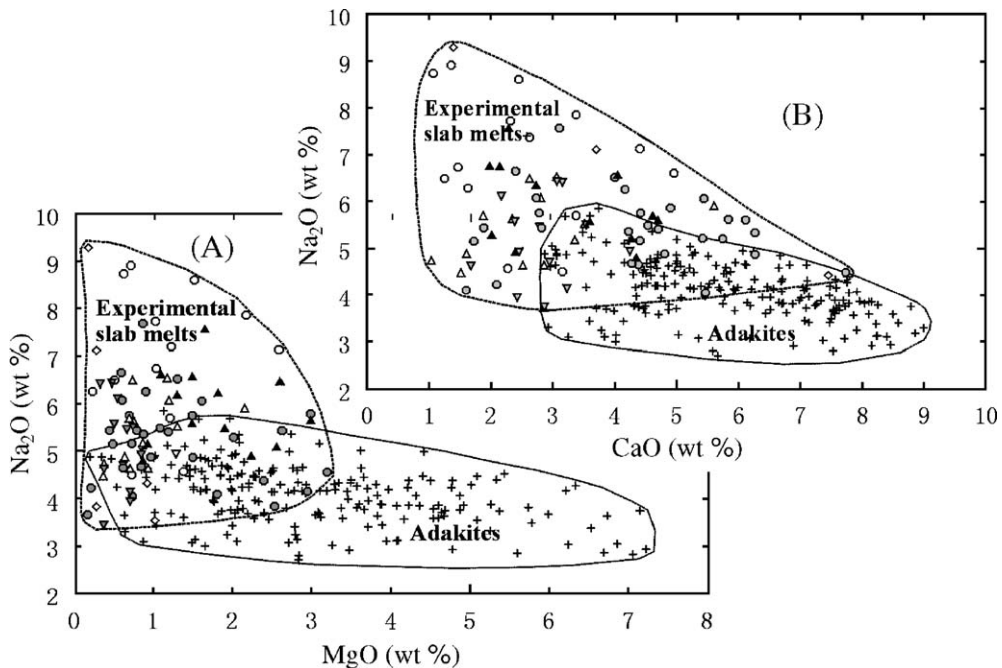 10
9
8
7
6
5
4
3
2
Na₂O (wt %)
(B)
Experimental
slab melts
Adakites
0 1 2 3 4 5 6 7 8 9 10
CaO (wt %)
10
9
8
7
6
5
4
3
2
Na₂O (wt %)
(A)
Experimental
slab melts
Adakites
0 1 2 3 4 5 6 7 8
MgO (wt %)